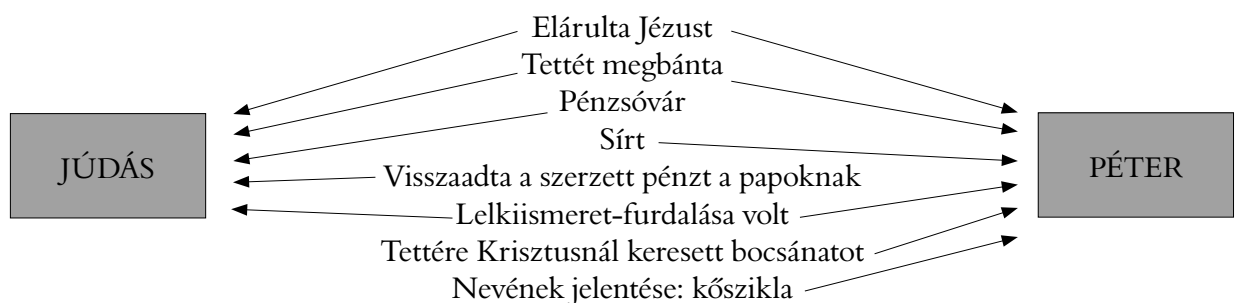 Elárulta Jézust
Tettét megbánta
Pénzsóvár
Sírt
JÚDÁS
PÉTER
Visszaadta a szerzett pénzt a papoknak
Lelkiismeret-furdalása volt
Tettére Krisztusnál keresett bocsánatot
Nevének jelentése: kőszikla